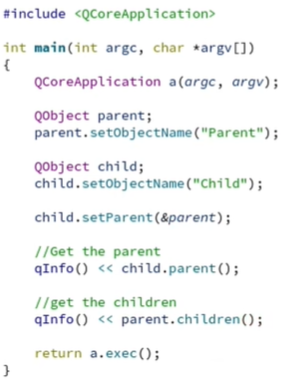 #include <QCoreApplication>
int main(int argc, char *argv[])
{
QCoreApplication a(argc, argv);
QObject parent;
parent.setObjectName("Parent");
QObject child;
child.setObjectName("Child");
child.setParent(&parent);
//Get the parent
qInfo() << child.parent();
//get the children
qInfo() << parent.children();
return a.exec();
}